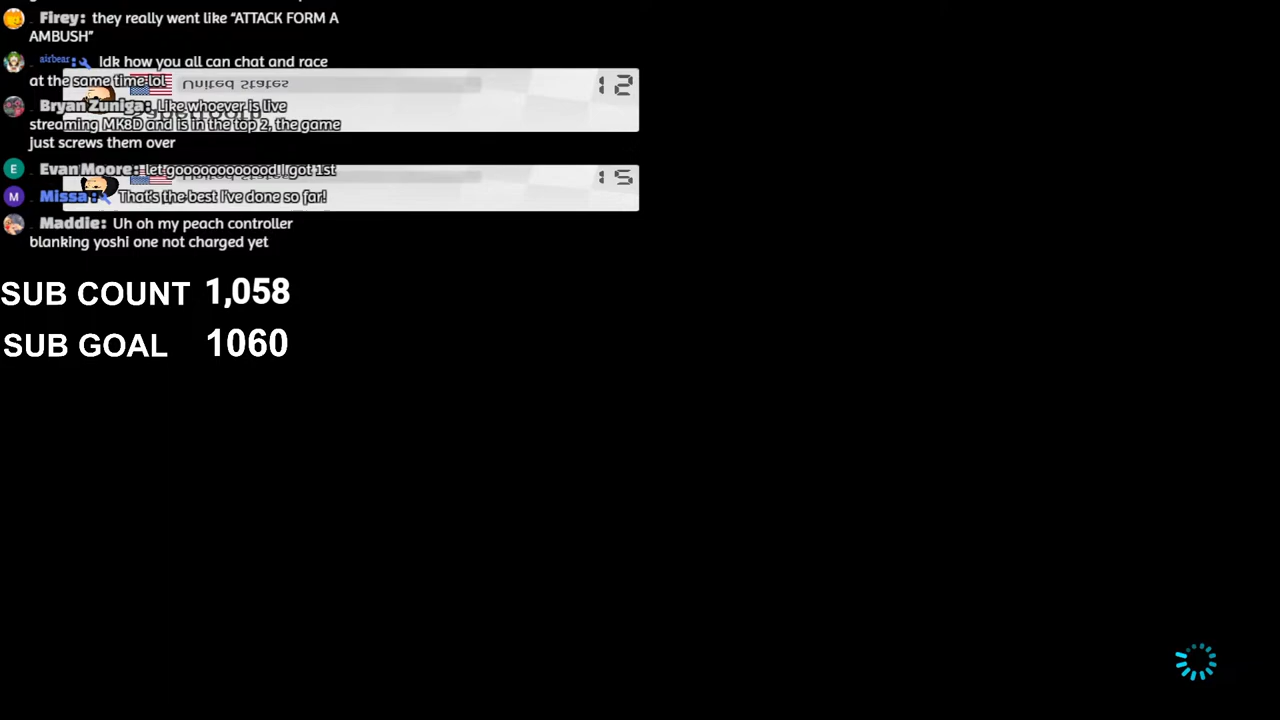 Firey: they really went like “ATTACK FORM A
AMBUSH”
airbear: Idk how you all can chat and race
at the same time lol
United States
12
Bryan Zuniga: Like whoever is live
streaming MK8D and is in the top 2, the game
just screws them over
Evan Moore: let gooooooooooood I got 1st
15
Missa: That's the best I've done so far!
Maddie: Uh oh my peach controller
blanking yoshi one not charged yet
SUB COUNT 1,058
SUB GOAL 1060
E
M